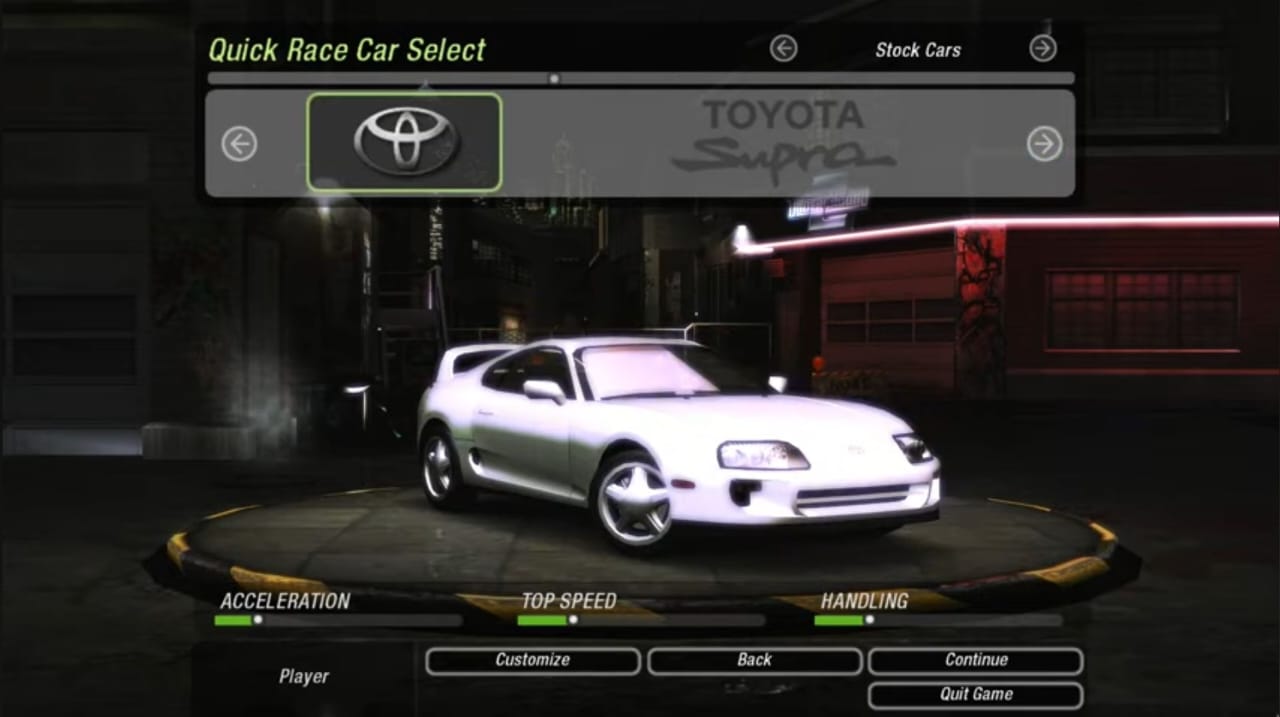 Quick Race Car Select
Stock Cars
TOYOTA
Supra
ACCELERATION
TOP SPEED
HANDLING
Player
Customize
Back
Continue
Quit Game